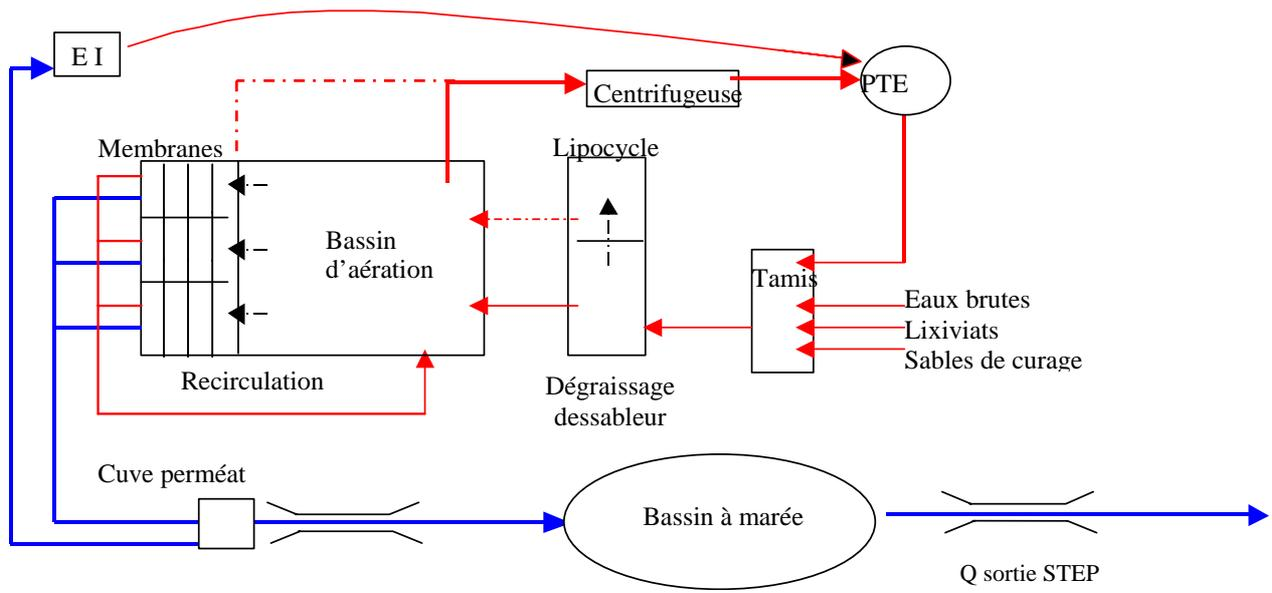 E I
Centrifugeuse
PTE
Membranes
Lipocycle
Bassin
d’aération
Tamis
Eaux brutes
Lixiviats
Sables de curage
Recirculation
Dégraissage
dessableur
Cuve perméat
Bassin à marée
Q sortie STEP